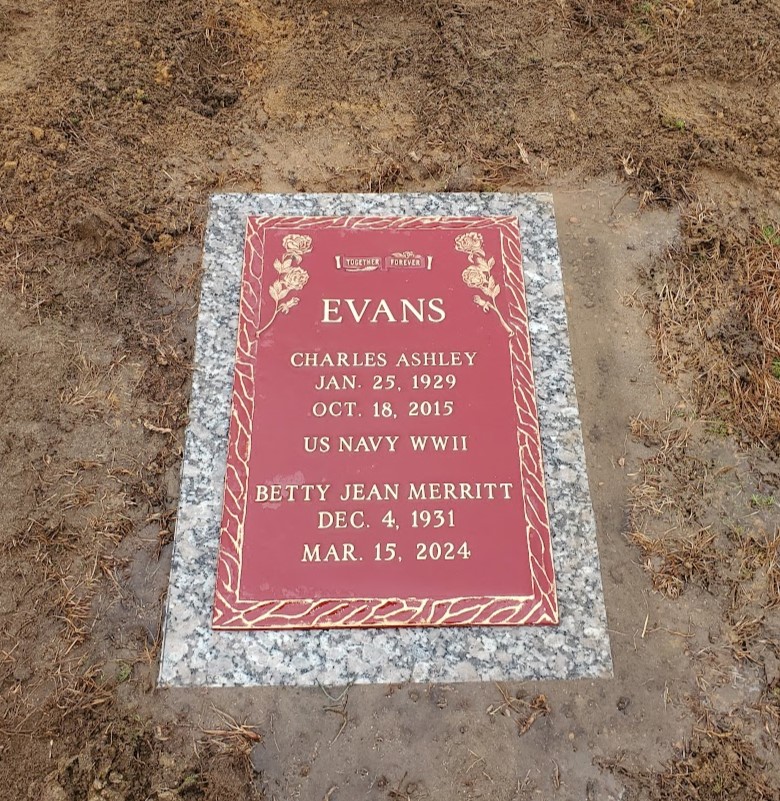 TOGETHER FOREVER
EVANS
CHARLES ASHLEY
JAN. 25, 1929
OCT. 18, 2015
US NAVY WWII
BETTY JEAN MERRITT
DEC. 4, 1931
MAR. 15, 2024